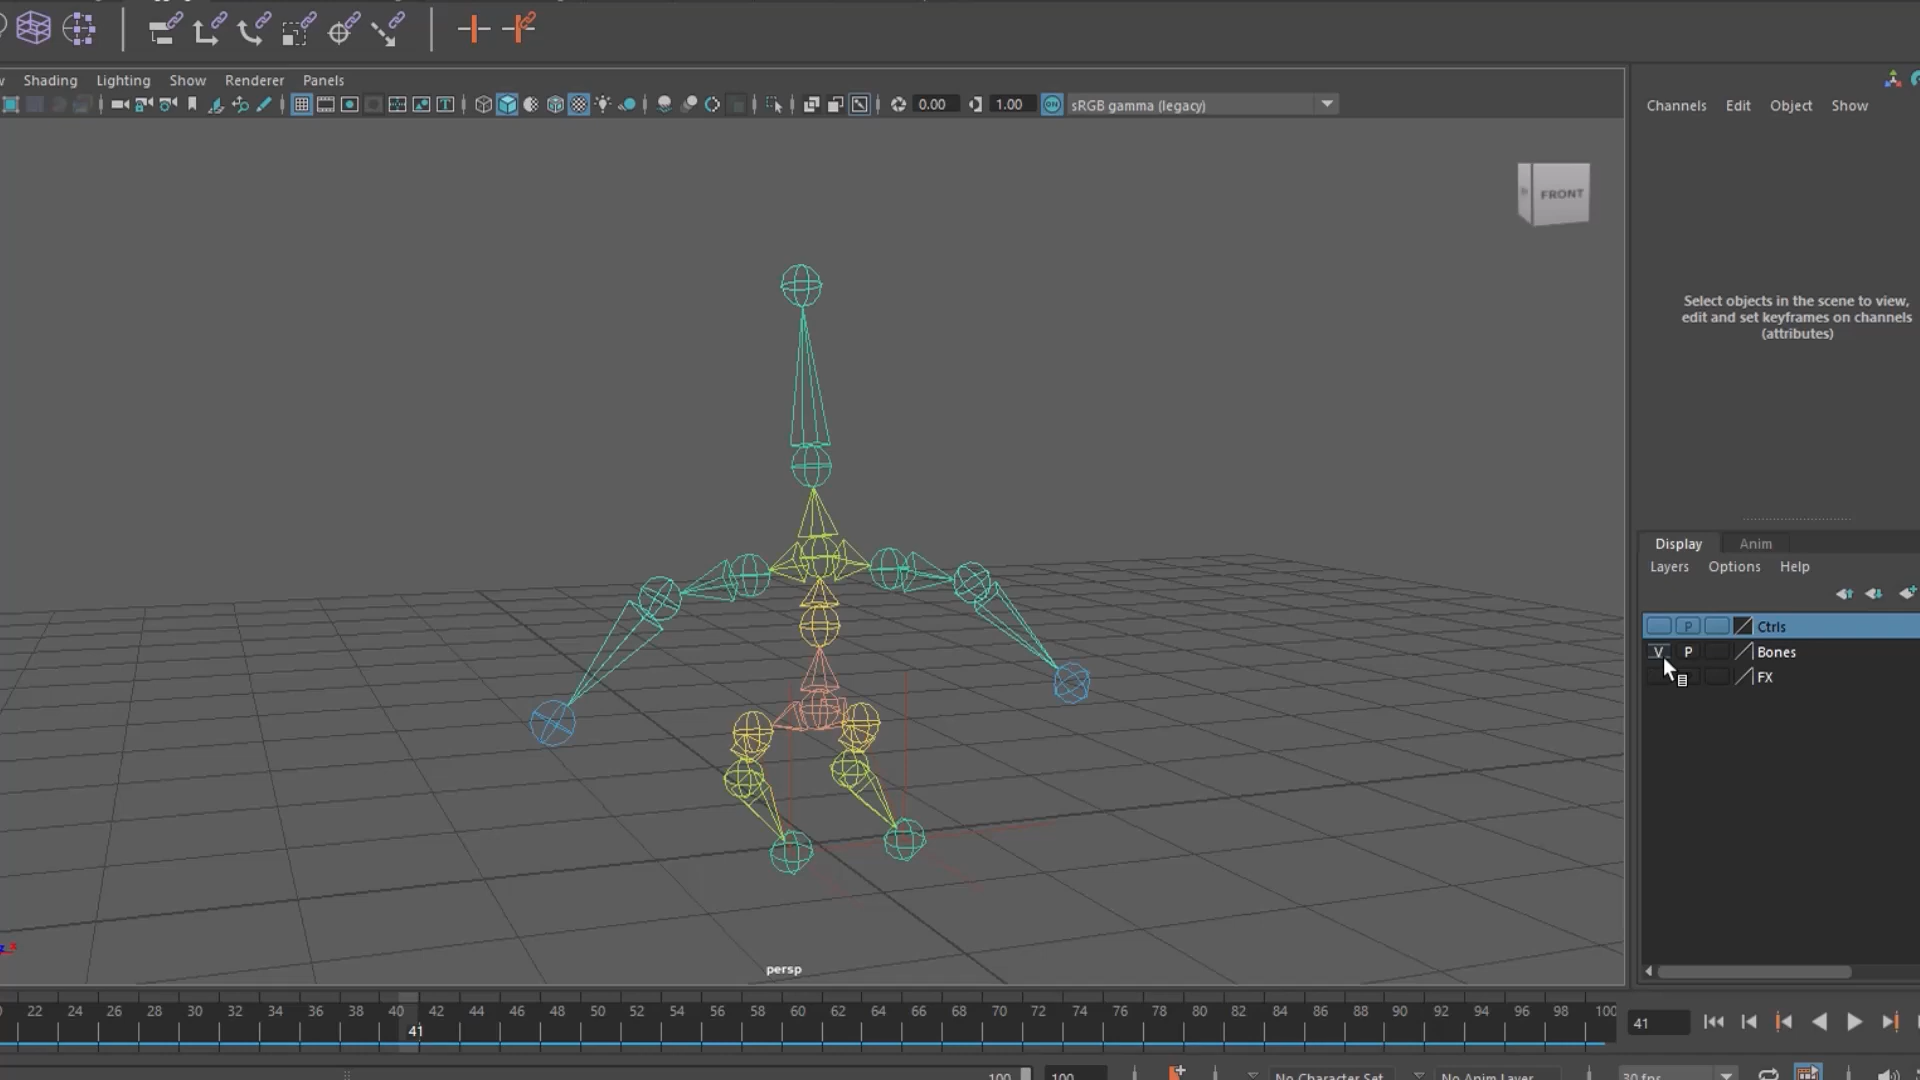 Shading Lighting Show Renderer Panels
0.00 1.00 ON sRGB gamma (legacy)
Channels Edit Object Show
FRONT
Select objects in the scene to view,
edit and set keyframes on channels
(attributes)
Display Anim
Layers Options Help
P Ctrls
V P Bones
FX
persp
22 24 26 28 30 32 34 36 38 40 42 44 46 48 50 52 54 56 58 60 62 64 66 68 70 72 74 76 78 80 82 84 86 88 90 92 94 96 98 100
41
41
100 100 No Character Set No Anim Layer 30 fps